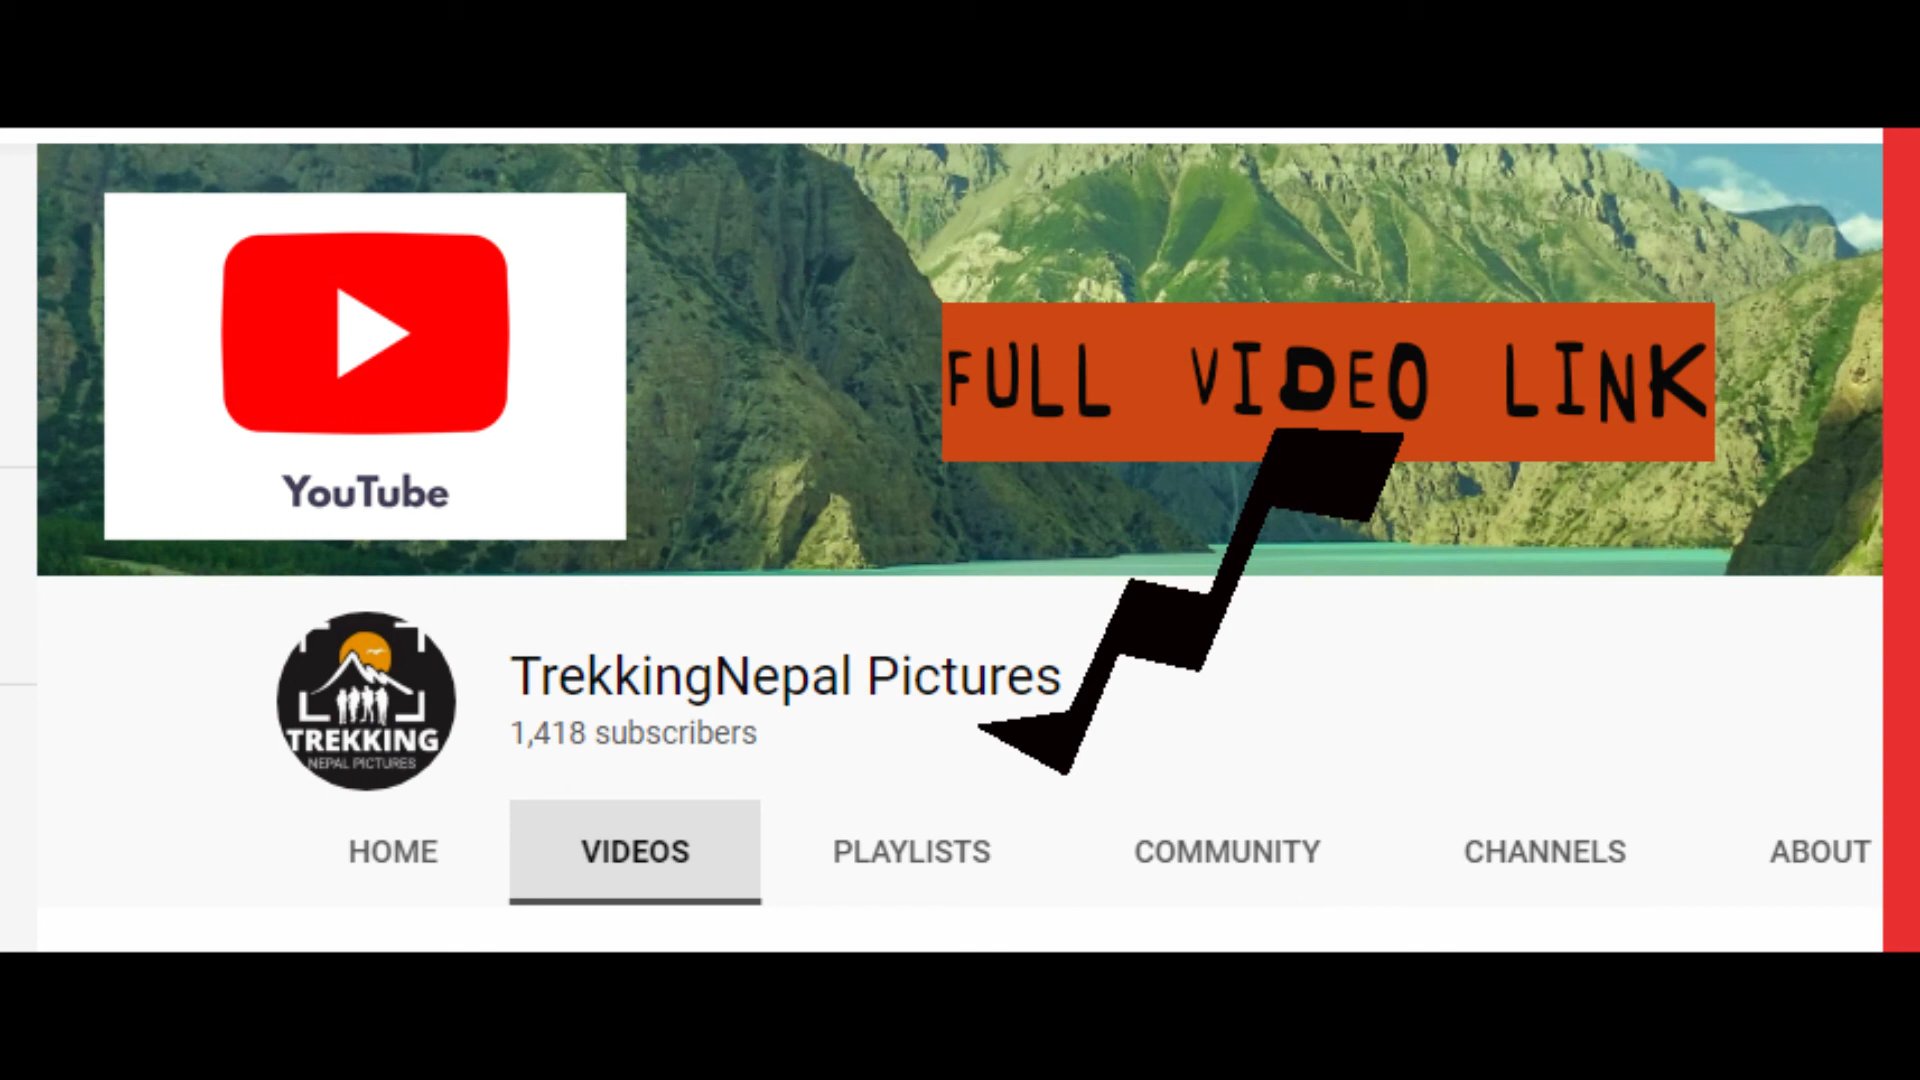 FULL VIDEO LINK
YouTube
TrekkingNepal Pictures
1,418 subscribers
TREKKING
NEPAL PICTURES
HOME VIDEOS PLAYLISTS COMMUNITY CHANNELS ABOUT